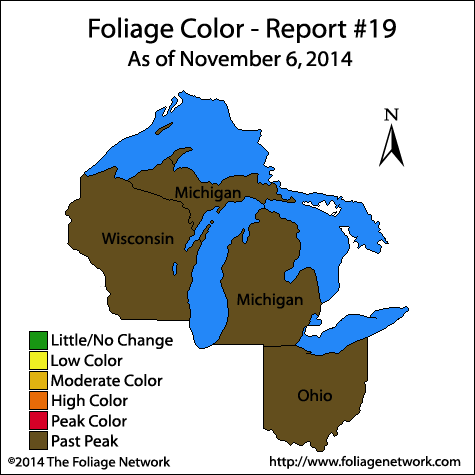 Foliage Color - Report #19
As of November 6, 2014
N
Michigan
Wisconsin
Michigan
Ohio
Little/No Change
Low Color
Moderate Color
High Color
Peak Color
Past Peak
©2014 The Foliage Network
http://www.foliagenetwork.com